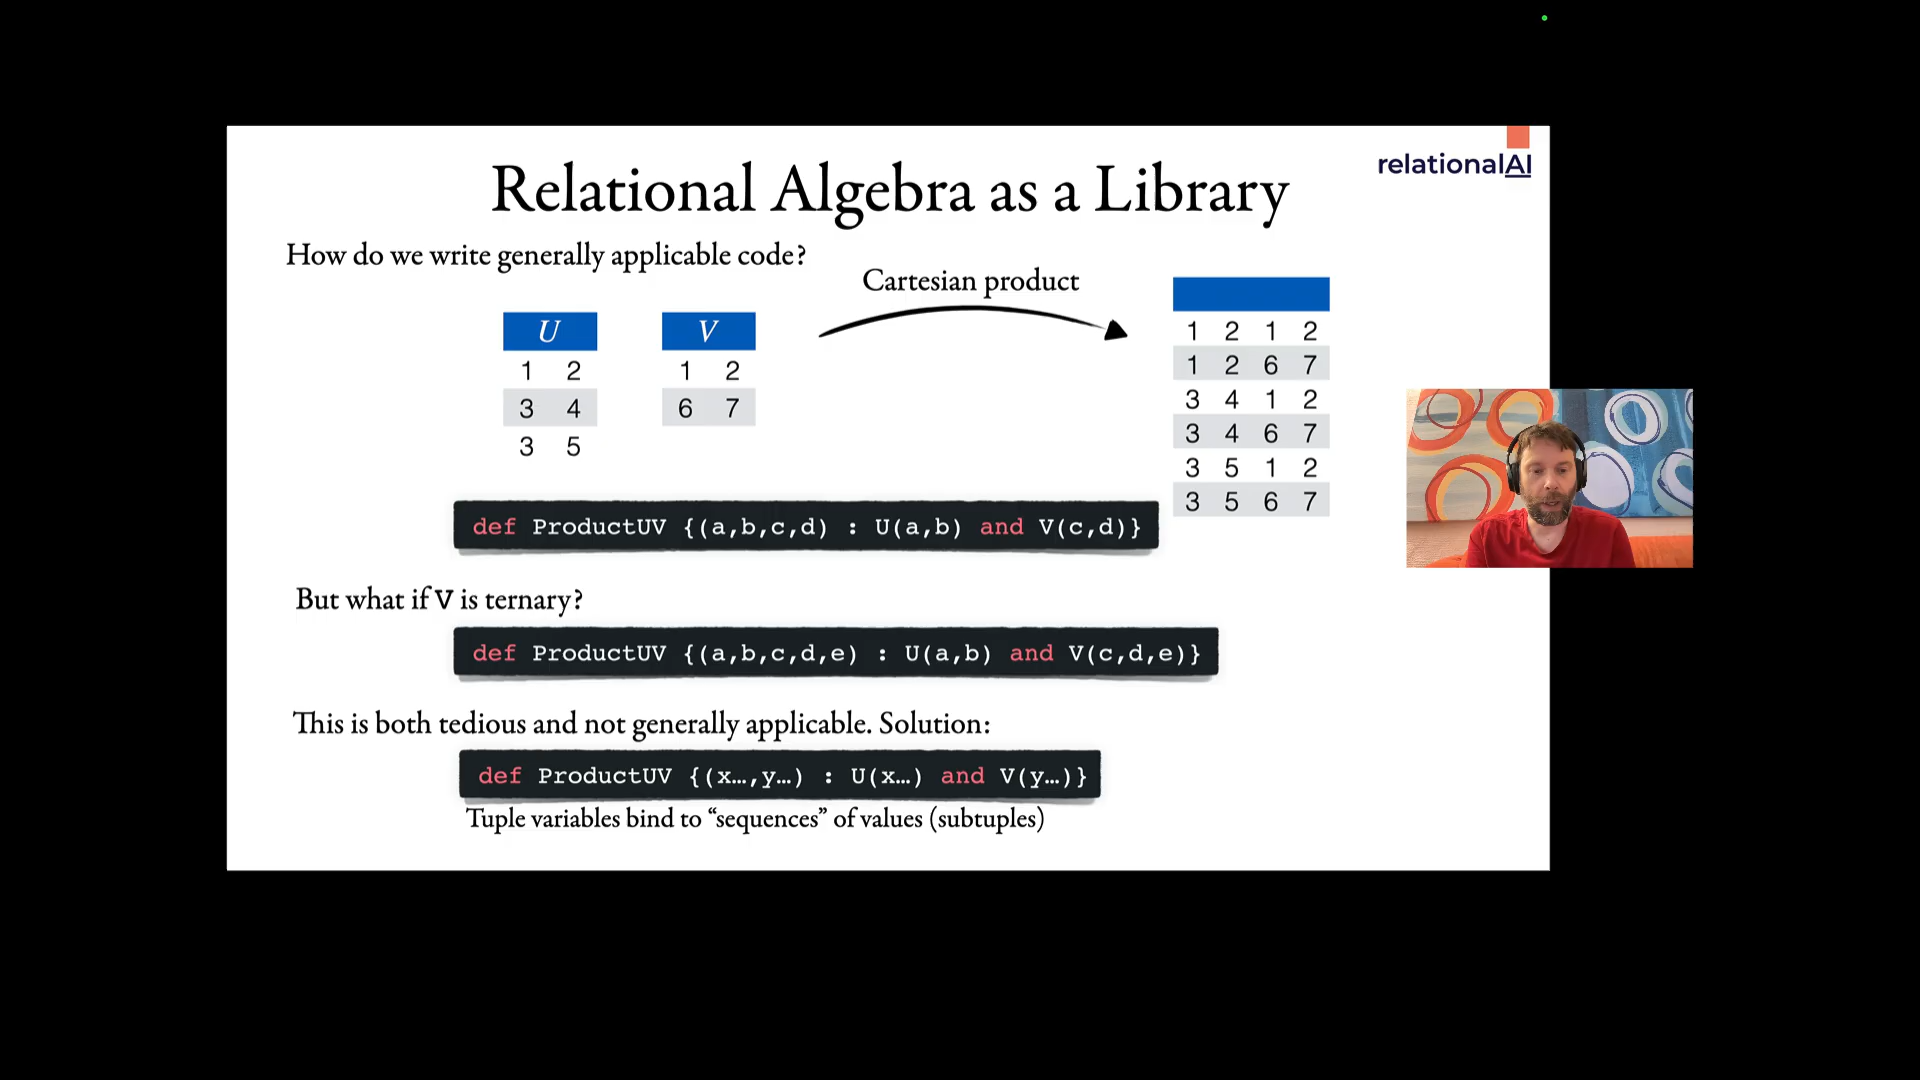 relationalAI
Relational Algebra as a Library
How do we write generally applicable code?
Cartesian product
U
1 2
3 4
3 5
V
1 2
6 7
1 2 1 2
1 2 6 7
3 4 1 2
3 4 6 7
3 5 1 2
3 5 6 7
def ProductUV {(a,b,c,d) : U(a,b) and V(c,d)}
But what if V is ternary?
def ProductUV {(a,b,c,d,e) : U(a,b) and V(c,d,e)}
This is both tedious and not generally applicable. Solution:
def ProductUV {(x…,y…) : U(x…) and V(y…)}
Tuple variables bind to “sequences” of values (subtuples)